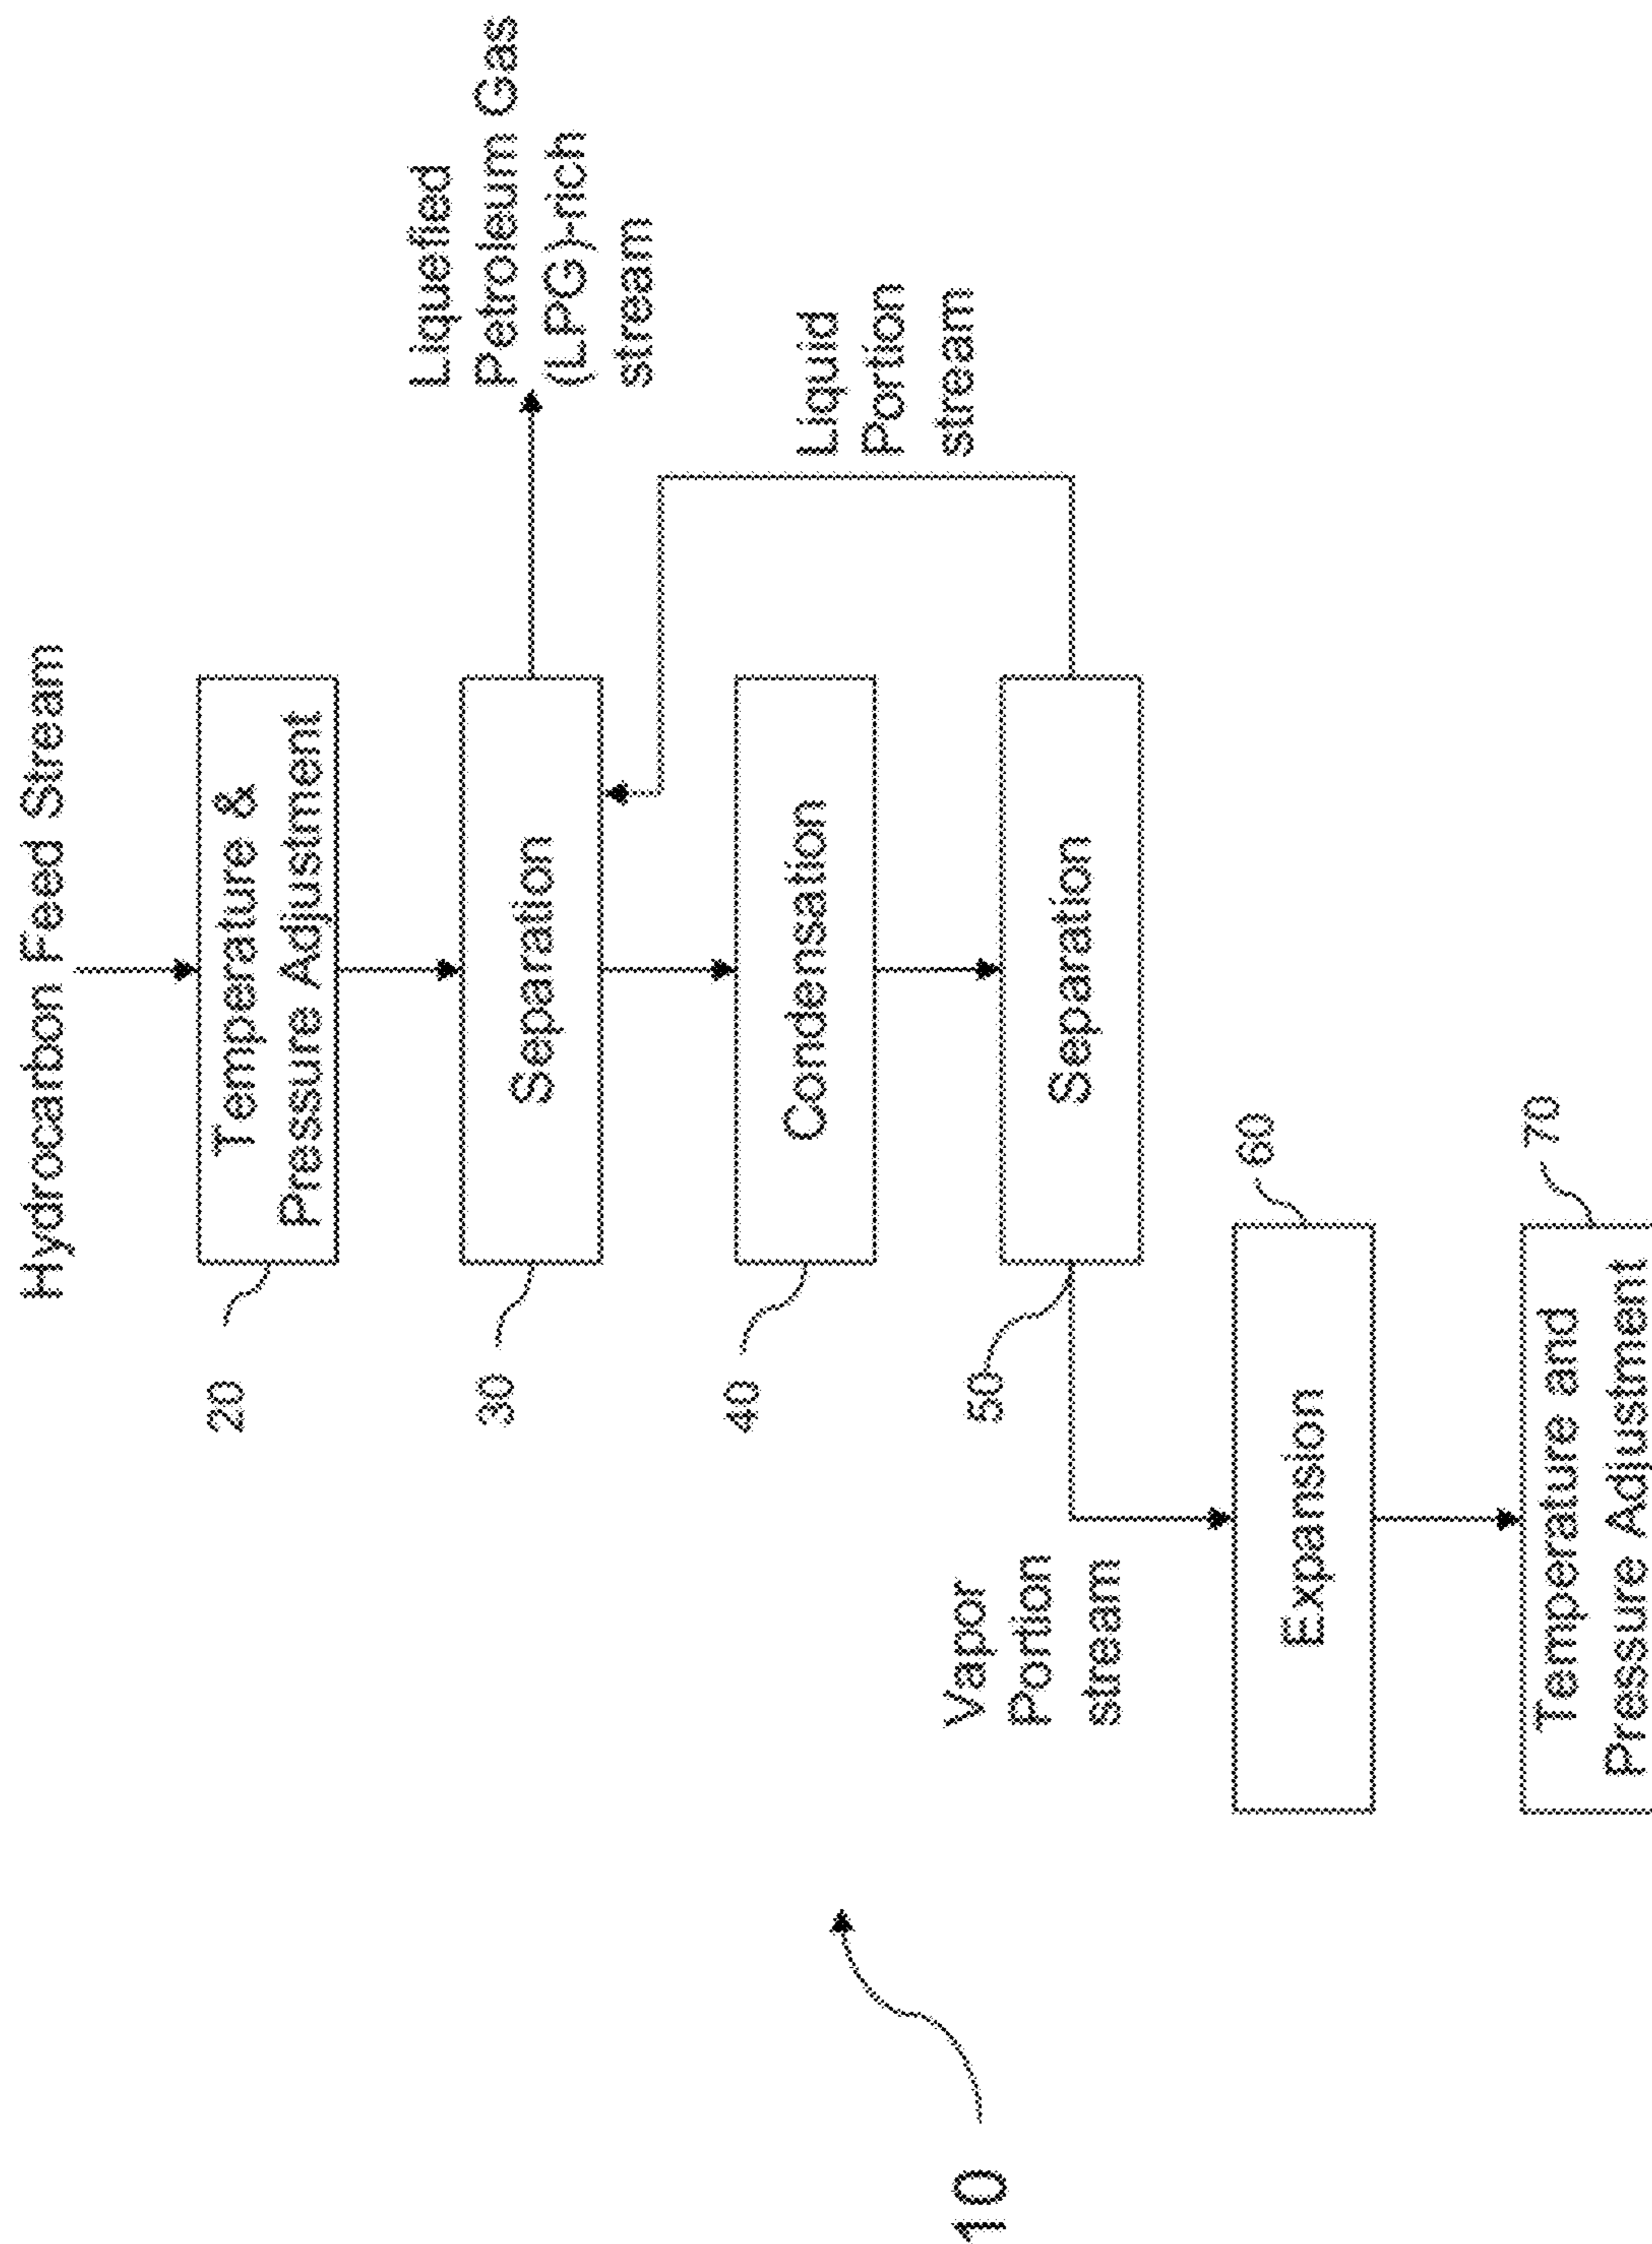 Hydrocarbon Feed Stream
20
Temperature &
Pressure Adjustment
30
Separation
Liquefied
Petroleum Gas
(LPG)-rich
stream
40
Condensation
Liquid
Portion
stream
50
Separation
Vapor
Portion
stream
60
Expansion
70
Temperature and
Pressure Adjustment
10